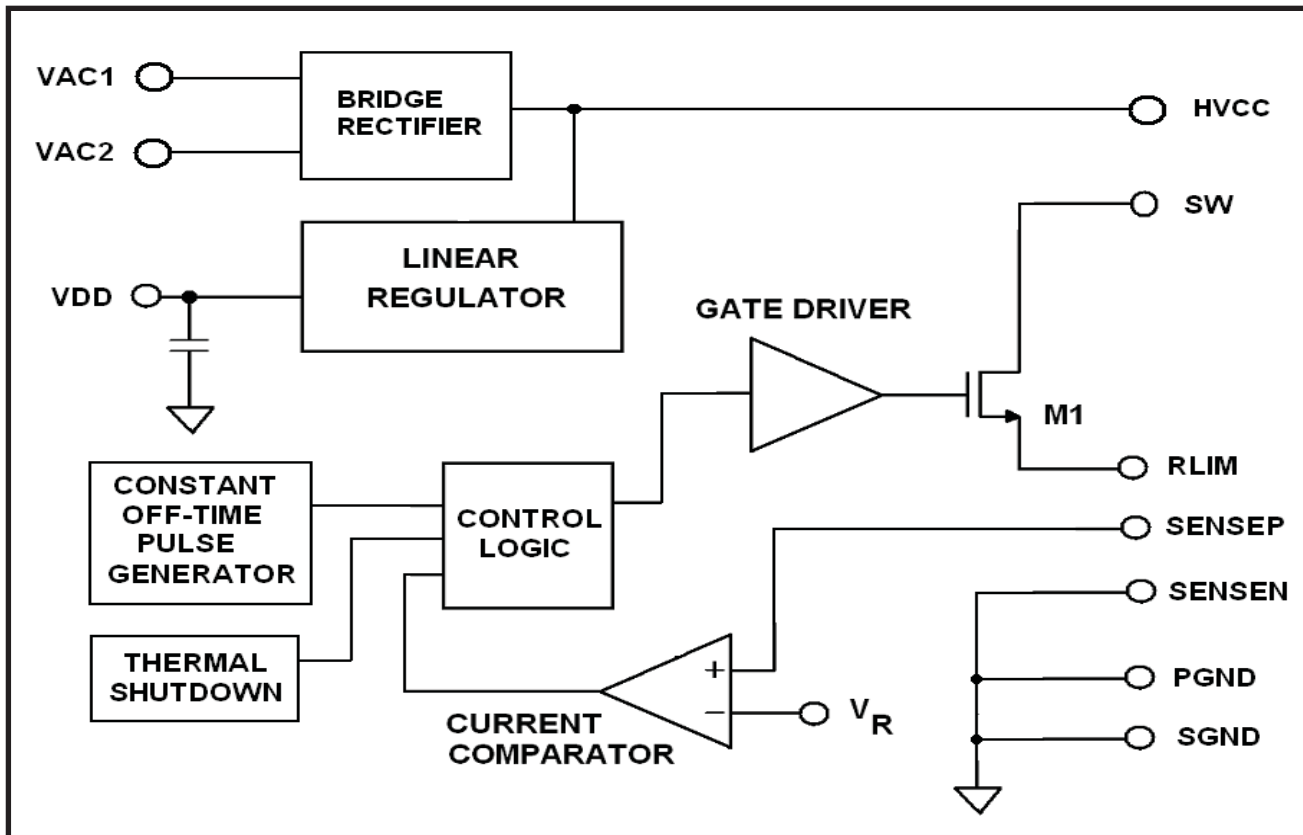 VAC1
BRIDGE
RECTIFIER
HVCC
VAC2
SW
LINEAR
REGULATOR
VDD
GATE DRIVER
M1
RLIM
CONSTANT
OFF-TIME
PULSE
GENERATOR
CONTROL
LOGIC
SENSEP
SENSEN
THERMAL
SHUTDOWN
+
−
VR
CURRENT
COMPARATOR
PGND
SGND